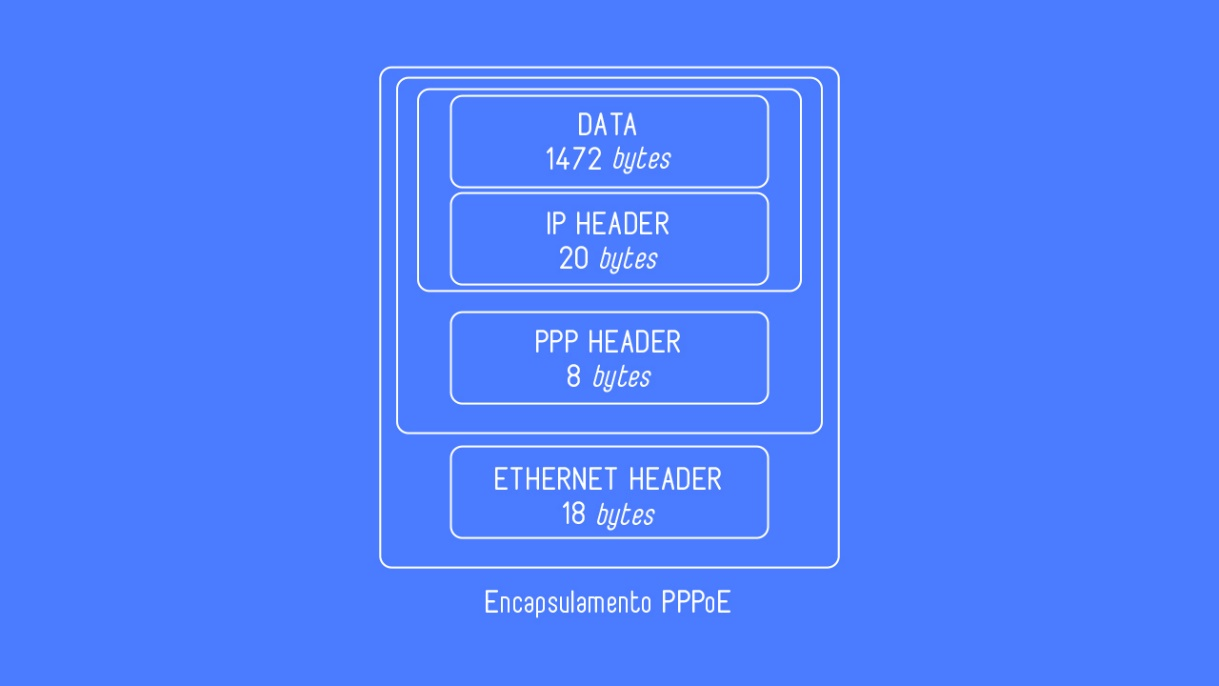 DATA
1472 bytes
IP HEADER
20 bytes
PPP HEADER
8 bytes
ETHERNET HEADER
18 bytes
Encapsulamento PPPoE